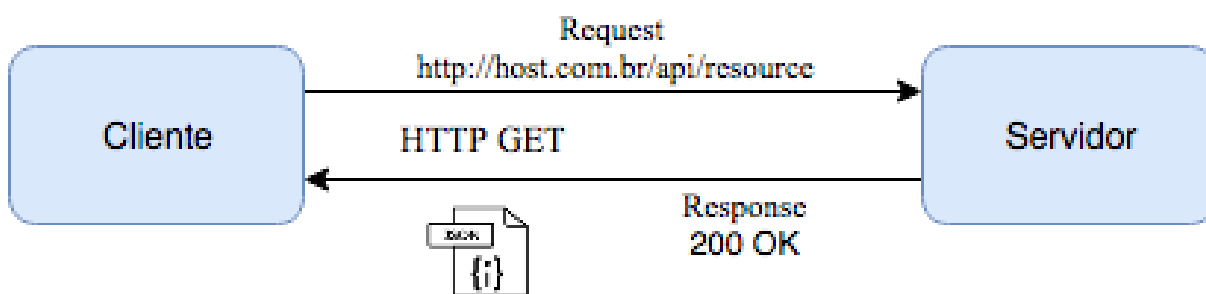 Request
http://host.com.br/api/resource
Cliente
HTTP GET
Servidor
Response
200 OK
JSON
{i}